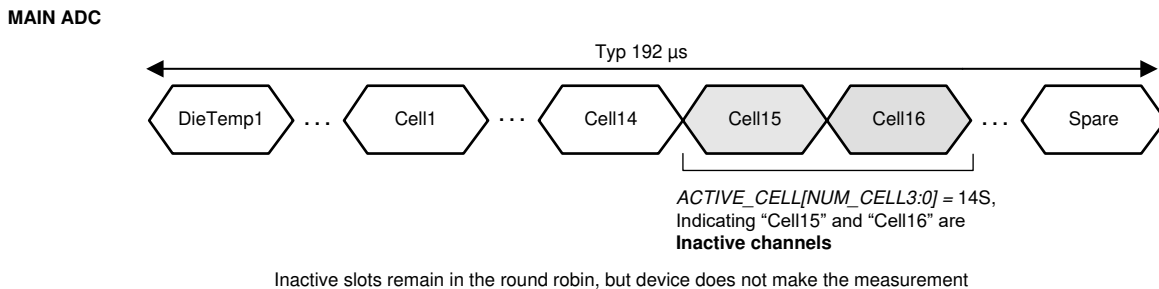 MAIN ADC
Typ 192 µs
DieTemp1 ... Cell1 ... Cell14 Cell15 Cell16 ... Spare
ACTIVE_CELL[NUM_CELL3:0] = 14S,
Indicating “Cell15” and “Cell16” are
Inactive channels
Inactive slots remain in the round robin, but device does not make the measurement